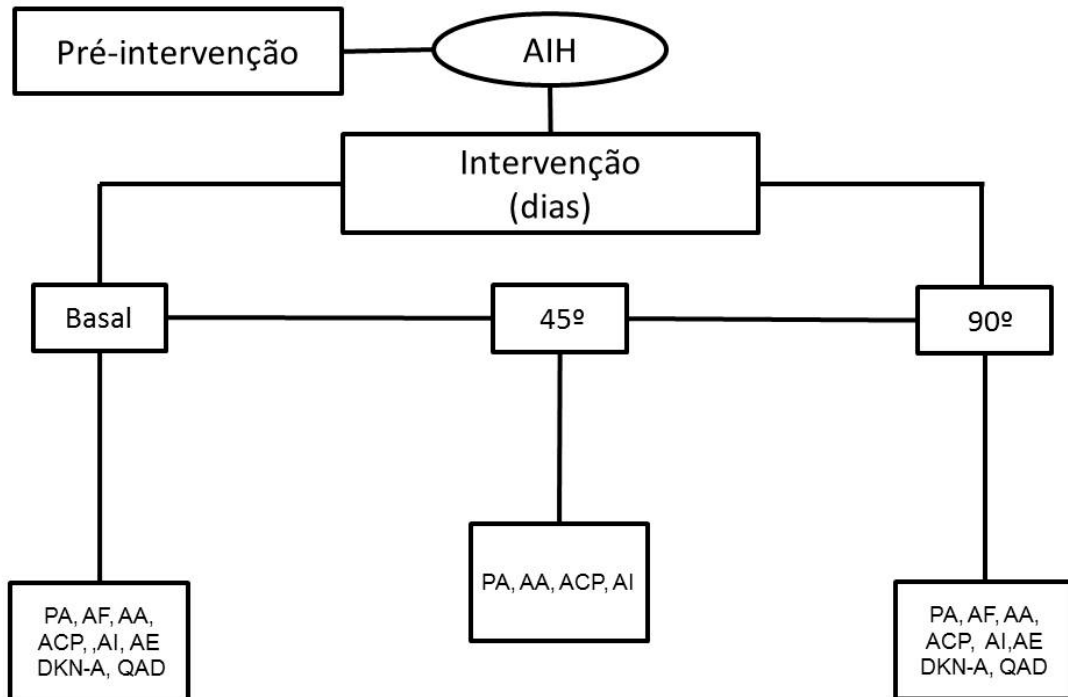 Pré-intervenção
AIH
Intervenção
(dias)
Basal
45º
90º
PA, AA, ACP, AI
PA, AF, AA,
ACP, ,AI, AE
DKN-A, QAD
PA, AF, AA,
ACP, AI,AE
DKN-A, QAD